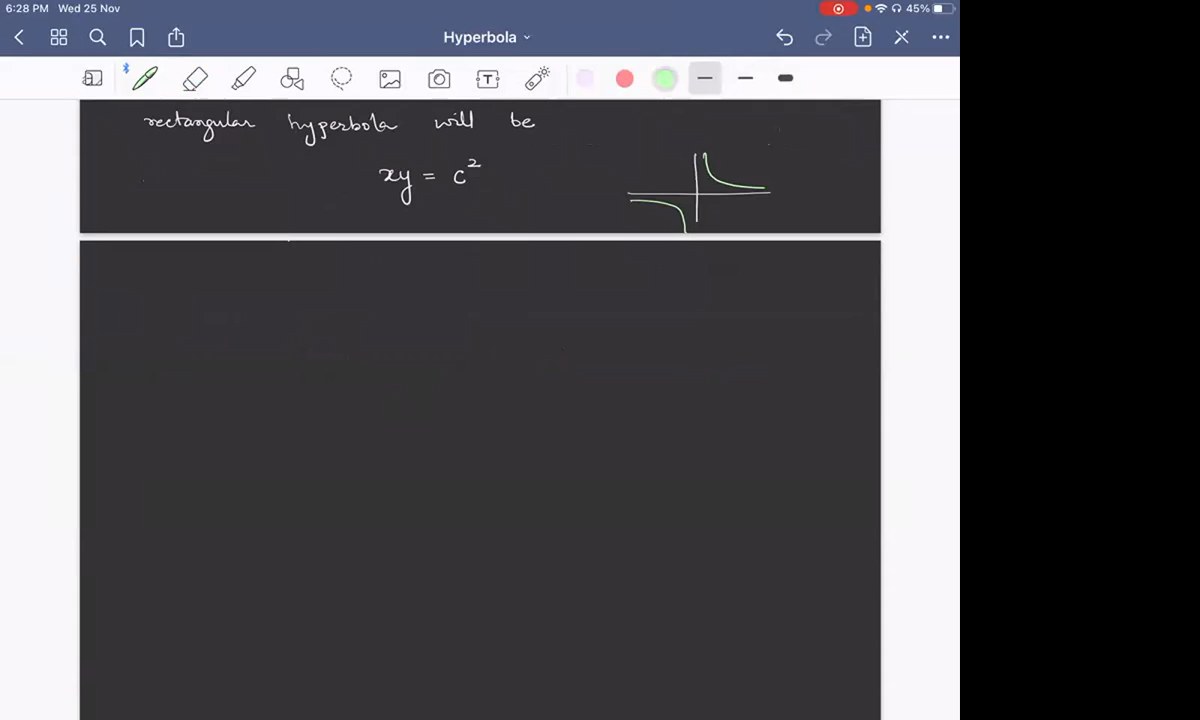 6:28 PM Wed 25 Nov
45%
Hyperbola
T
rectangular hyperbola will be
xy = c²